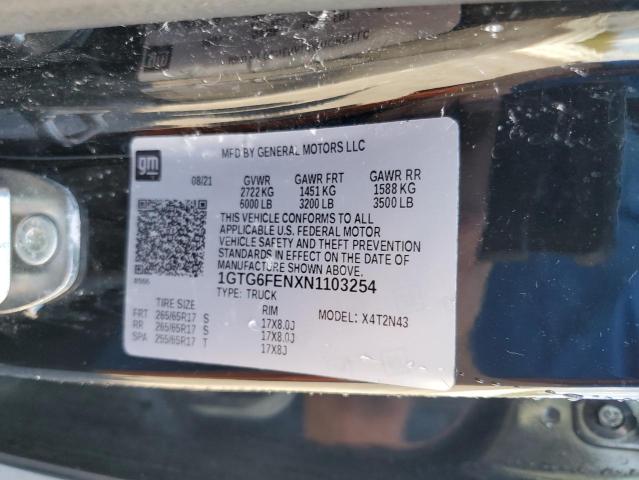 gm
MFD BY GENERAL MOTORS LLC
08/21 GVWR GAWR FRT GAWR RR
2722 KG 1451 KG 1588 KG
6000 LB 3200 LB 3500 LB
THIS VEHICLE CONFORMS TO ALL
APPLICABLE U.S. FEDERAL MOTOR
VEHICLE SAFETY AND THEFT PREVENTION
STANDARDS IN EFFECT ON THE DATE OF
MANUFACTURE SHOWN ABOVE.
1GTG6FENXN1103254
TYPE: TRUCK
TIRE SIZE RIM MODEL: X4T2N43
FRT 265/65R17 S 17X8.0J
RR 265/65R17 S 17X8.0J
SPA 255/65R17 T 17X8J